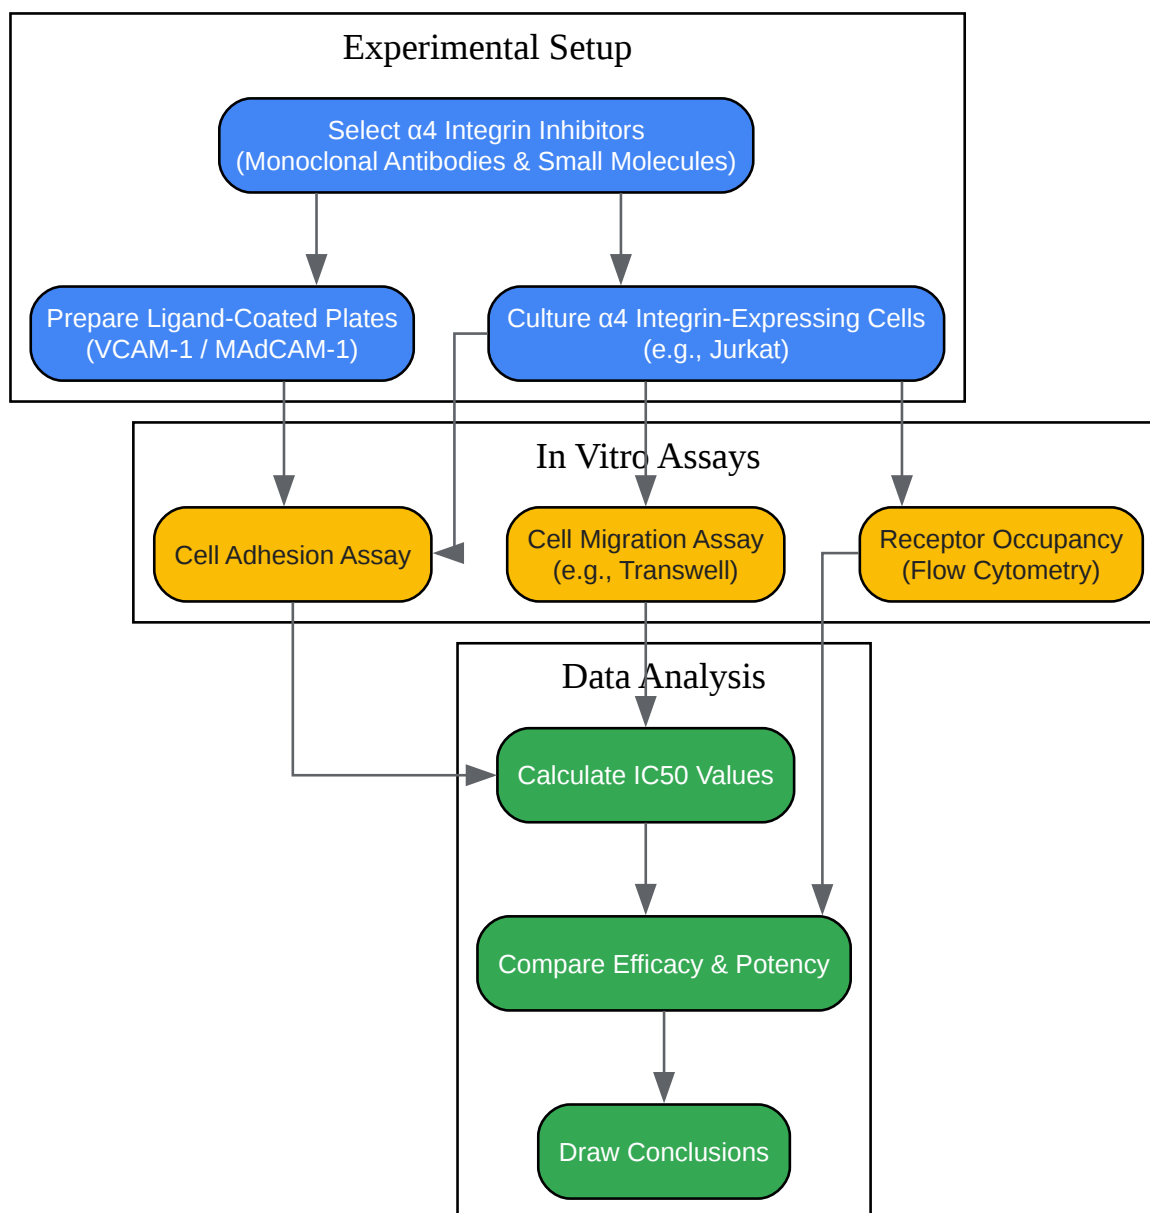 Experimental Setup
Select α4 Integrin Inhibitors
(Monoclonal Antibodies & Small Molecules)
Prepare Ligand-Coated Plates
(VCAM-1 / MAdCAM-1)
Culture α4 Integrin-Expressing Cells
(e.g., Jurkat)
In Vitro Assays
Cell Adhesion Assay
Cell Migration Assay
(e.g., Transwell)
Receptor Occupancy
(Flow Cytometry)
Data Analysis
Calculate IC50 Values
Compare Efficacy & Potency
Draw Conclusions